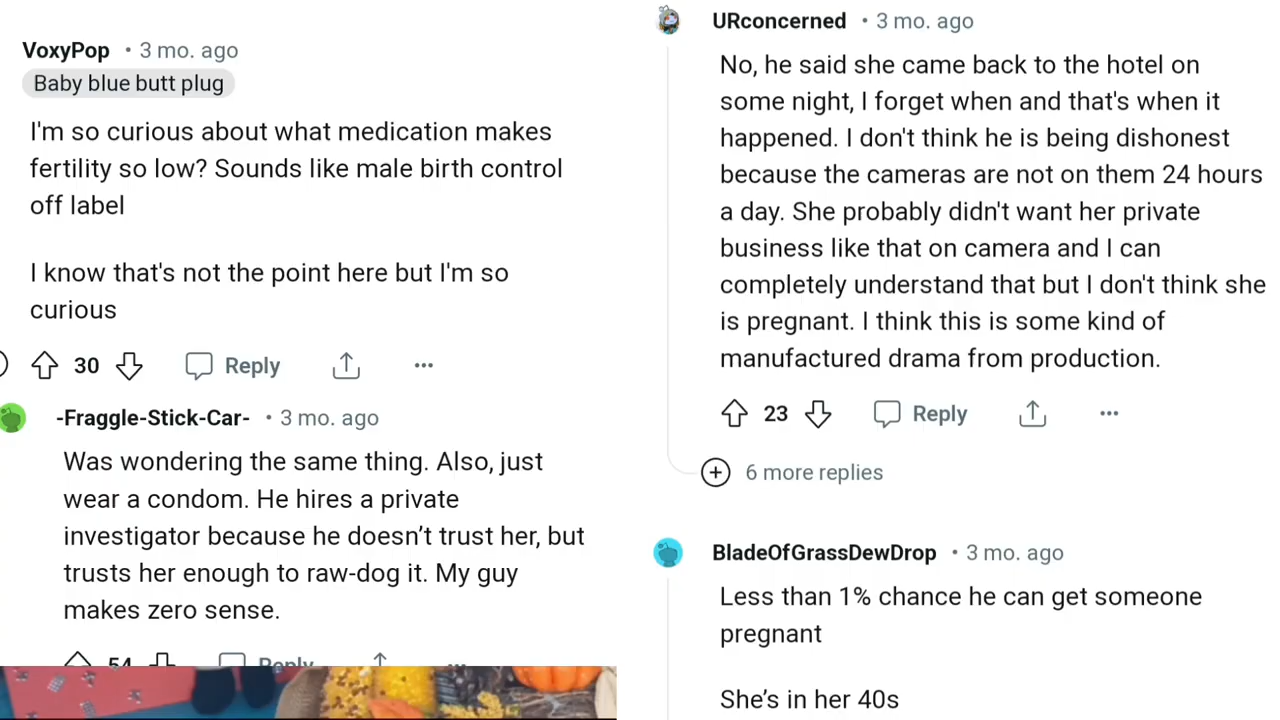 VoxyPop • 3 mo. ago
Baby blue butt plug
I'm so curious about what medication makes
fertility so low? Sounds like male birth control
off label
I know that's not the point here but I'm so
curious
30 Reply ...
-Fraggle-Stick-Car- • 3 mo. ago
Was wondering the same thing. Also, just
wear a condom. He hires a private
investigator because he doesn’t trust her, but
trusts her enough to raw-dog it. My guy
makes zero sense.
54 Reply ...
URconcerned • 3 mo. ago
No, he said she came back to the hotel on
some night, I forget when and that's when it
happened. I don't think he is being dishonest
because the cameras are not on them 24 hours
a day. She probably didn't want her private
business like that on camera and I can
completely understand that but I don't think she
is pregnant. I think this is some kind of
manufactured drama from production.
23 Reply ...
6 more replies
BladeOfGrassDewDrop • 3 mo. ago
Less than 1% chance he can get someone
pregnant
She’s in her 40s